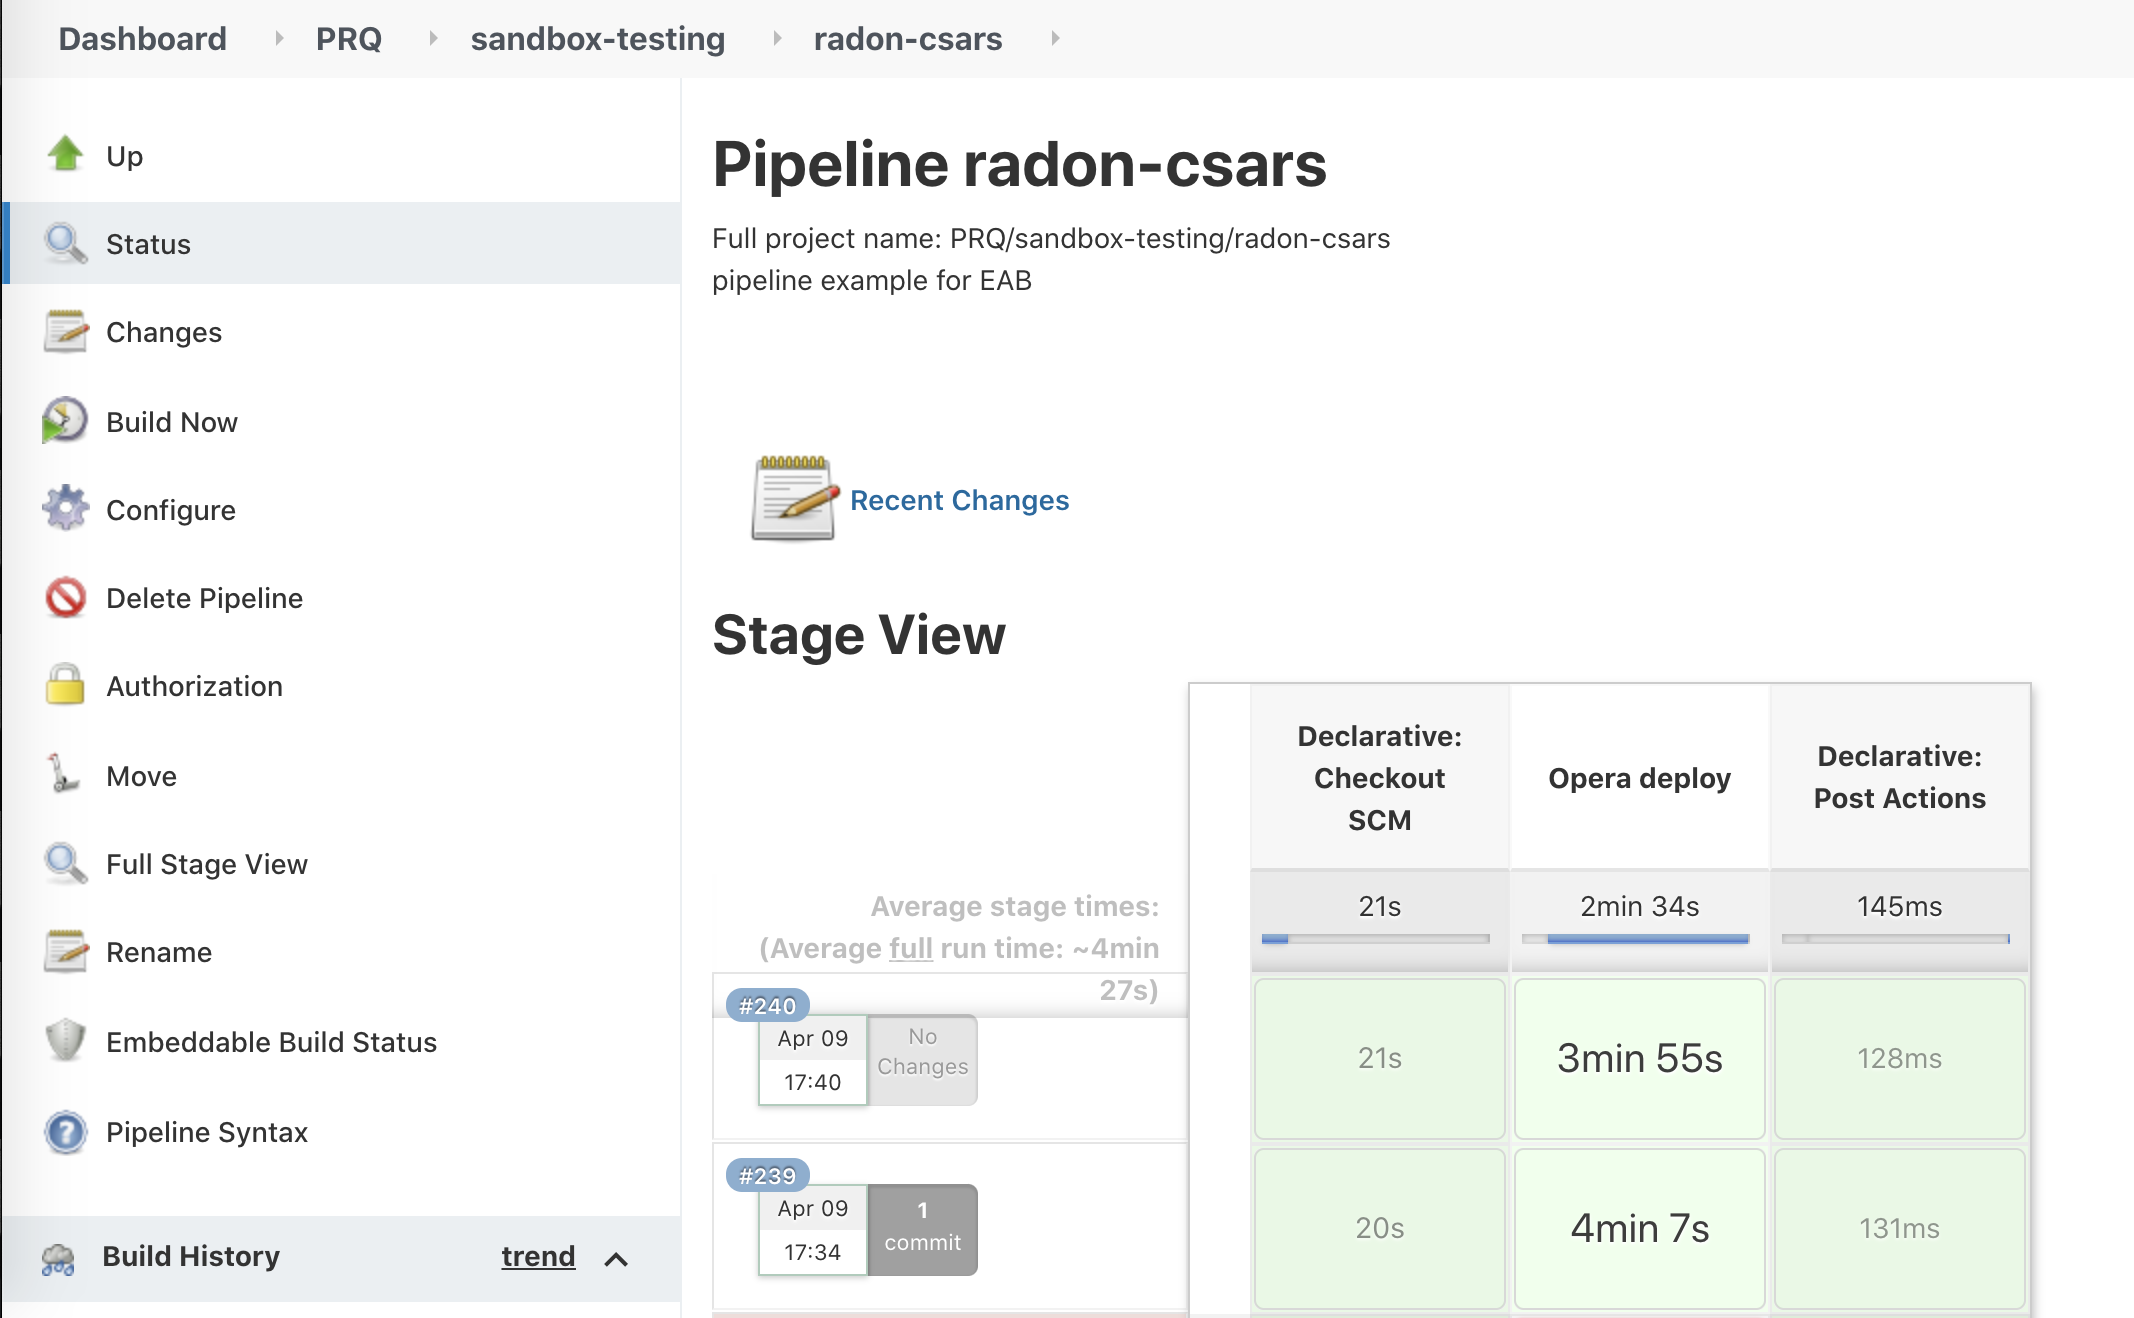 Dashboard PRQ sandbox-testing radon-csars
Up
Status
Changes
Build Now
Configure
Delete Pipeline
Authorization
Move
Full Stage View
Rename
Embeddable Build Status
Pipeline Syntax
Build History trend
Pipeline radon-csars
Full project name: PRQ/sandbox-testing/radon-csars
pipeline example for EAB
Recent Changes
Stage View
Declarative:
Checkout
SCM
Opera deploy
Declarative:
Post Actions
Average stage times:
(Average full run time: ~4min
27s)
21s 2min 34s 145ms
#240
Apr 09
17:40
No
Changes
21s 3min 55s 128ms
#239
Apr 09
17:34
1
commit
20s 4min 7s 131ms